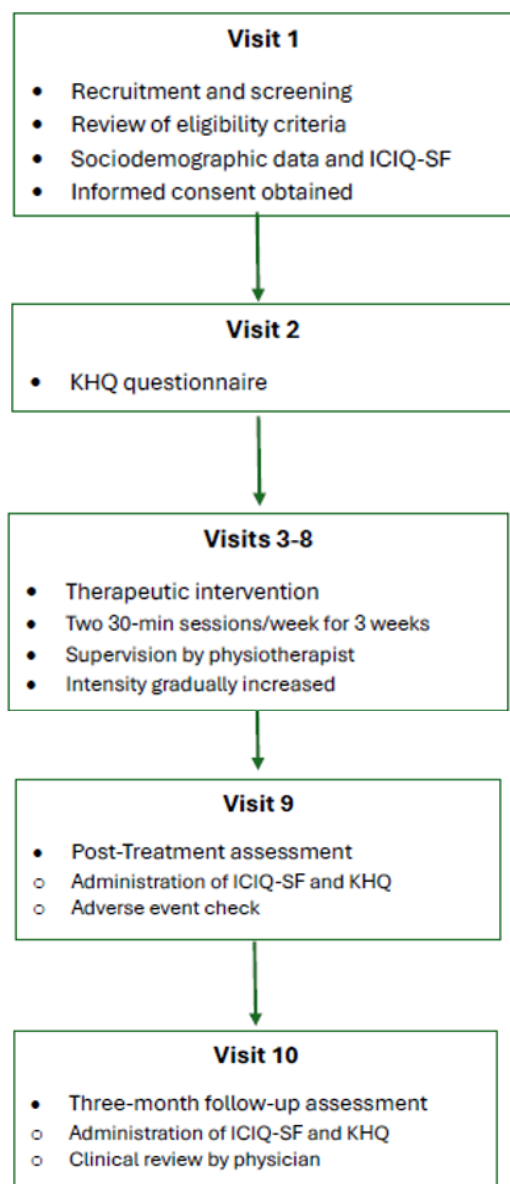 Visit 1
• Recruitment and screening
• Review of eligibility criteria
• Sociodemographic data and ICIQ-SF
• Informed consent obtained
Visit 2
• KHQ questionnaire
Visits 3-8
• Therapeutic intervention
• Two 30-min sessions/week for 3 weeks
• Supervision by physiotherapist
• Intensity gradually increased
Visit 9
• Post-Treatment assessment
○ Administration of ICIQ-SF and KHQ
○ Adverse event check
Visit 10
• Three-month follow-up assessment
○ Administration of ICIQ-SF and KHQ
○ Clinical review by physician